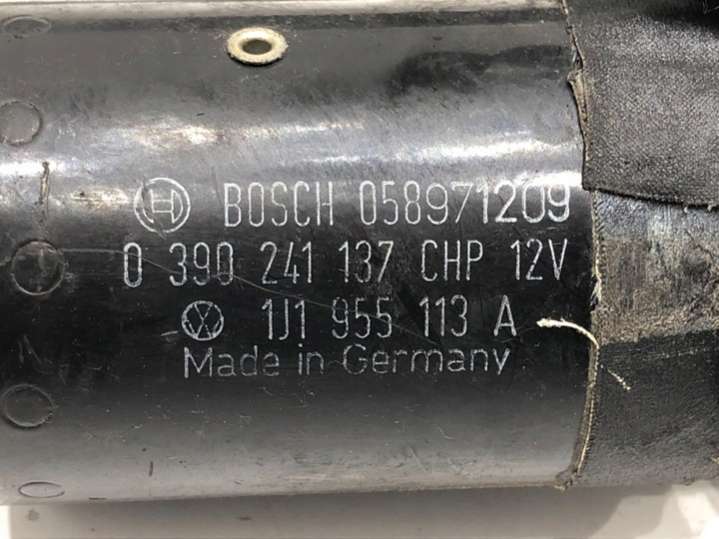 BOSCH 058971209
0 390 241 137 CHP 12V
1J1 955 113 A
Made in Germany